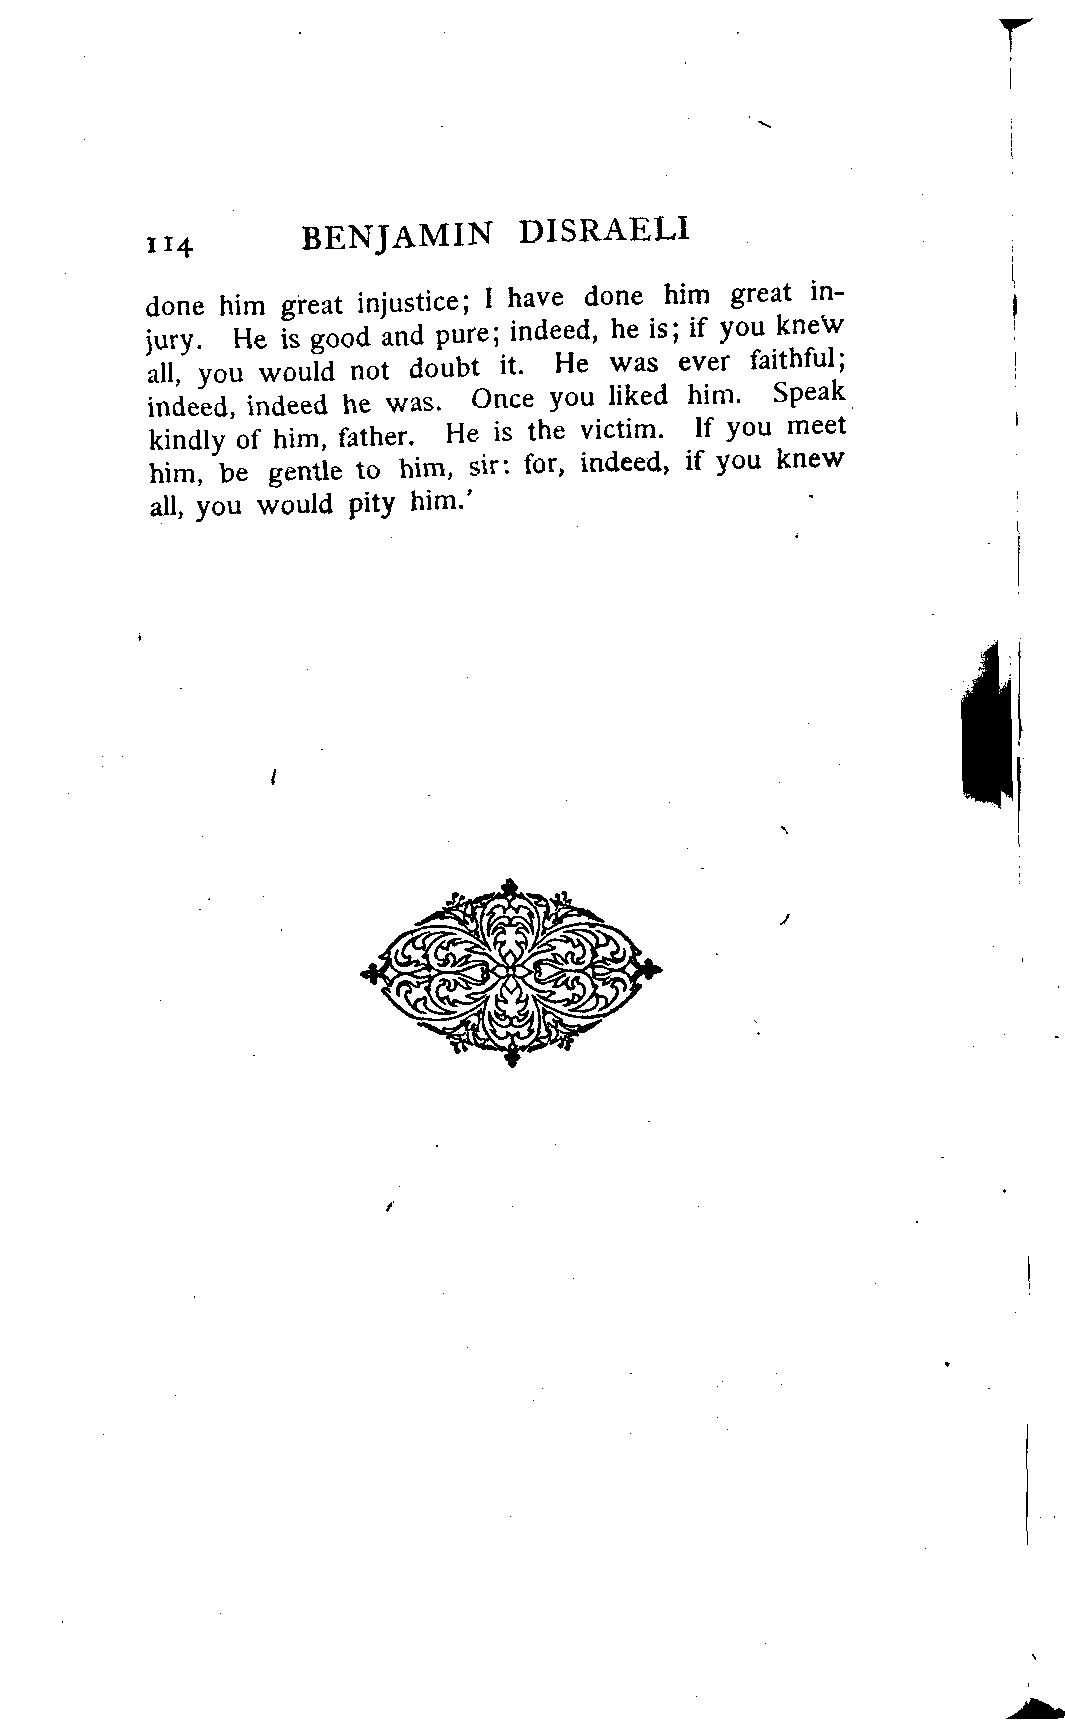 114 BENJAMIN DISRAELI
done him great injustice; I have done him great in-
jury. He is good and pure; indeed, he is; if you knew
all, you would not doubt it. He was ever faithful;
indeed, indeed he was. Once you liked him. Speak
kindly of him, father. He is the victim. If you meet
him, be gentle to him, sir: for, indeed, if you knew
all, you would pity him.'